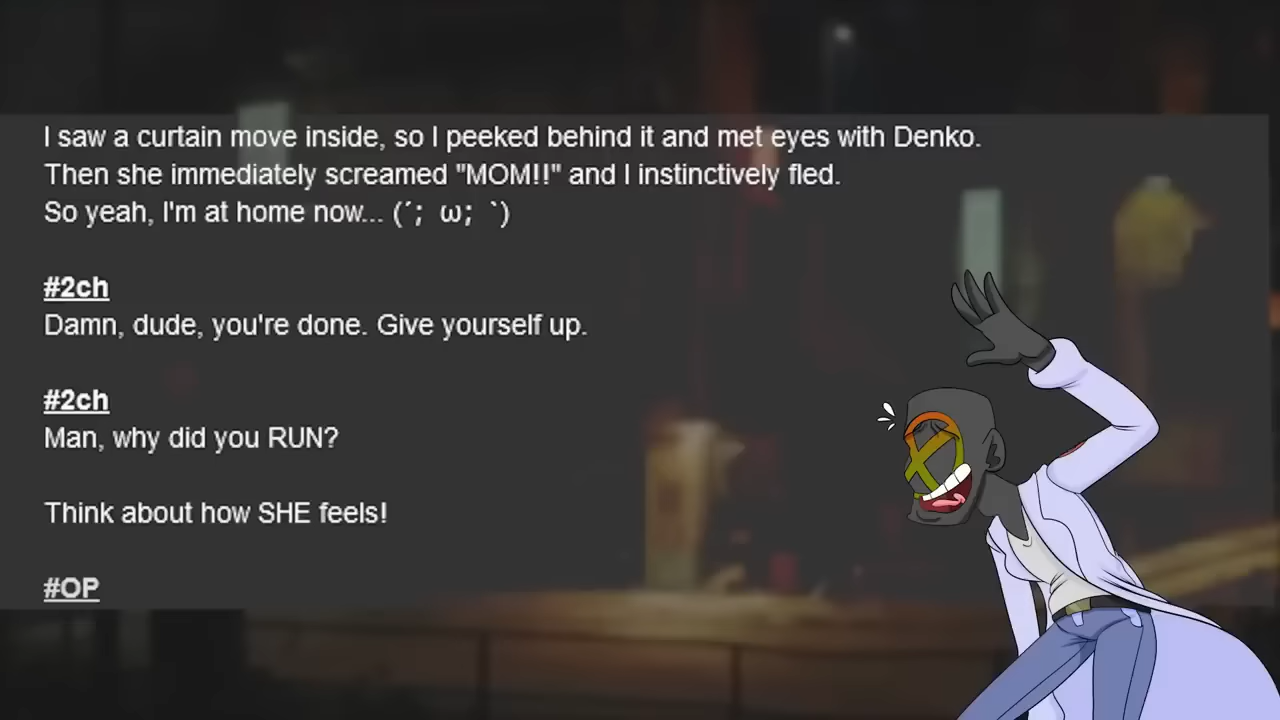 I saw a curtain move inside, so I peeked behind it and met eyes with Denko.
Then she immediately screamed "MOM!!" and I instinctively fled.
So yeah, I'm at home now... (´; ω; `)
#2ch
Damn, dude, you're done. Give yourself up.
#2ch
Man, why did you RUN?
Think about how SHE feels!
#OP